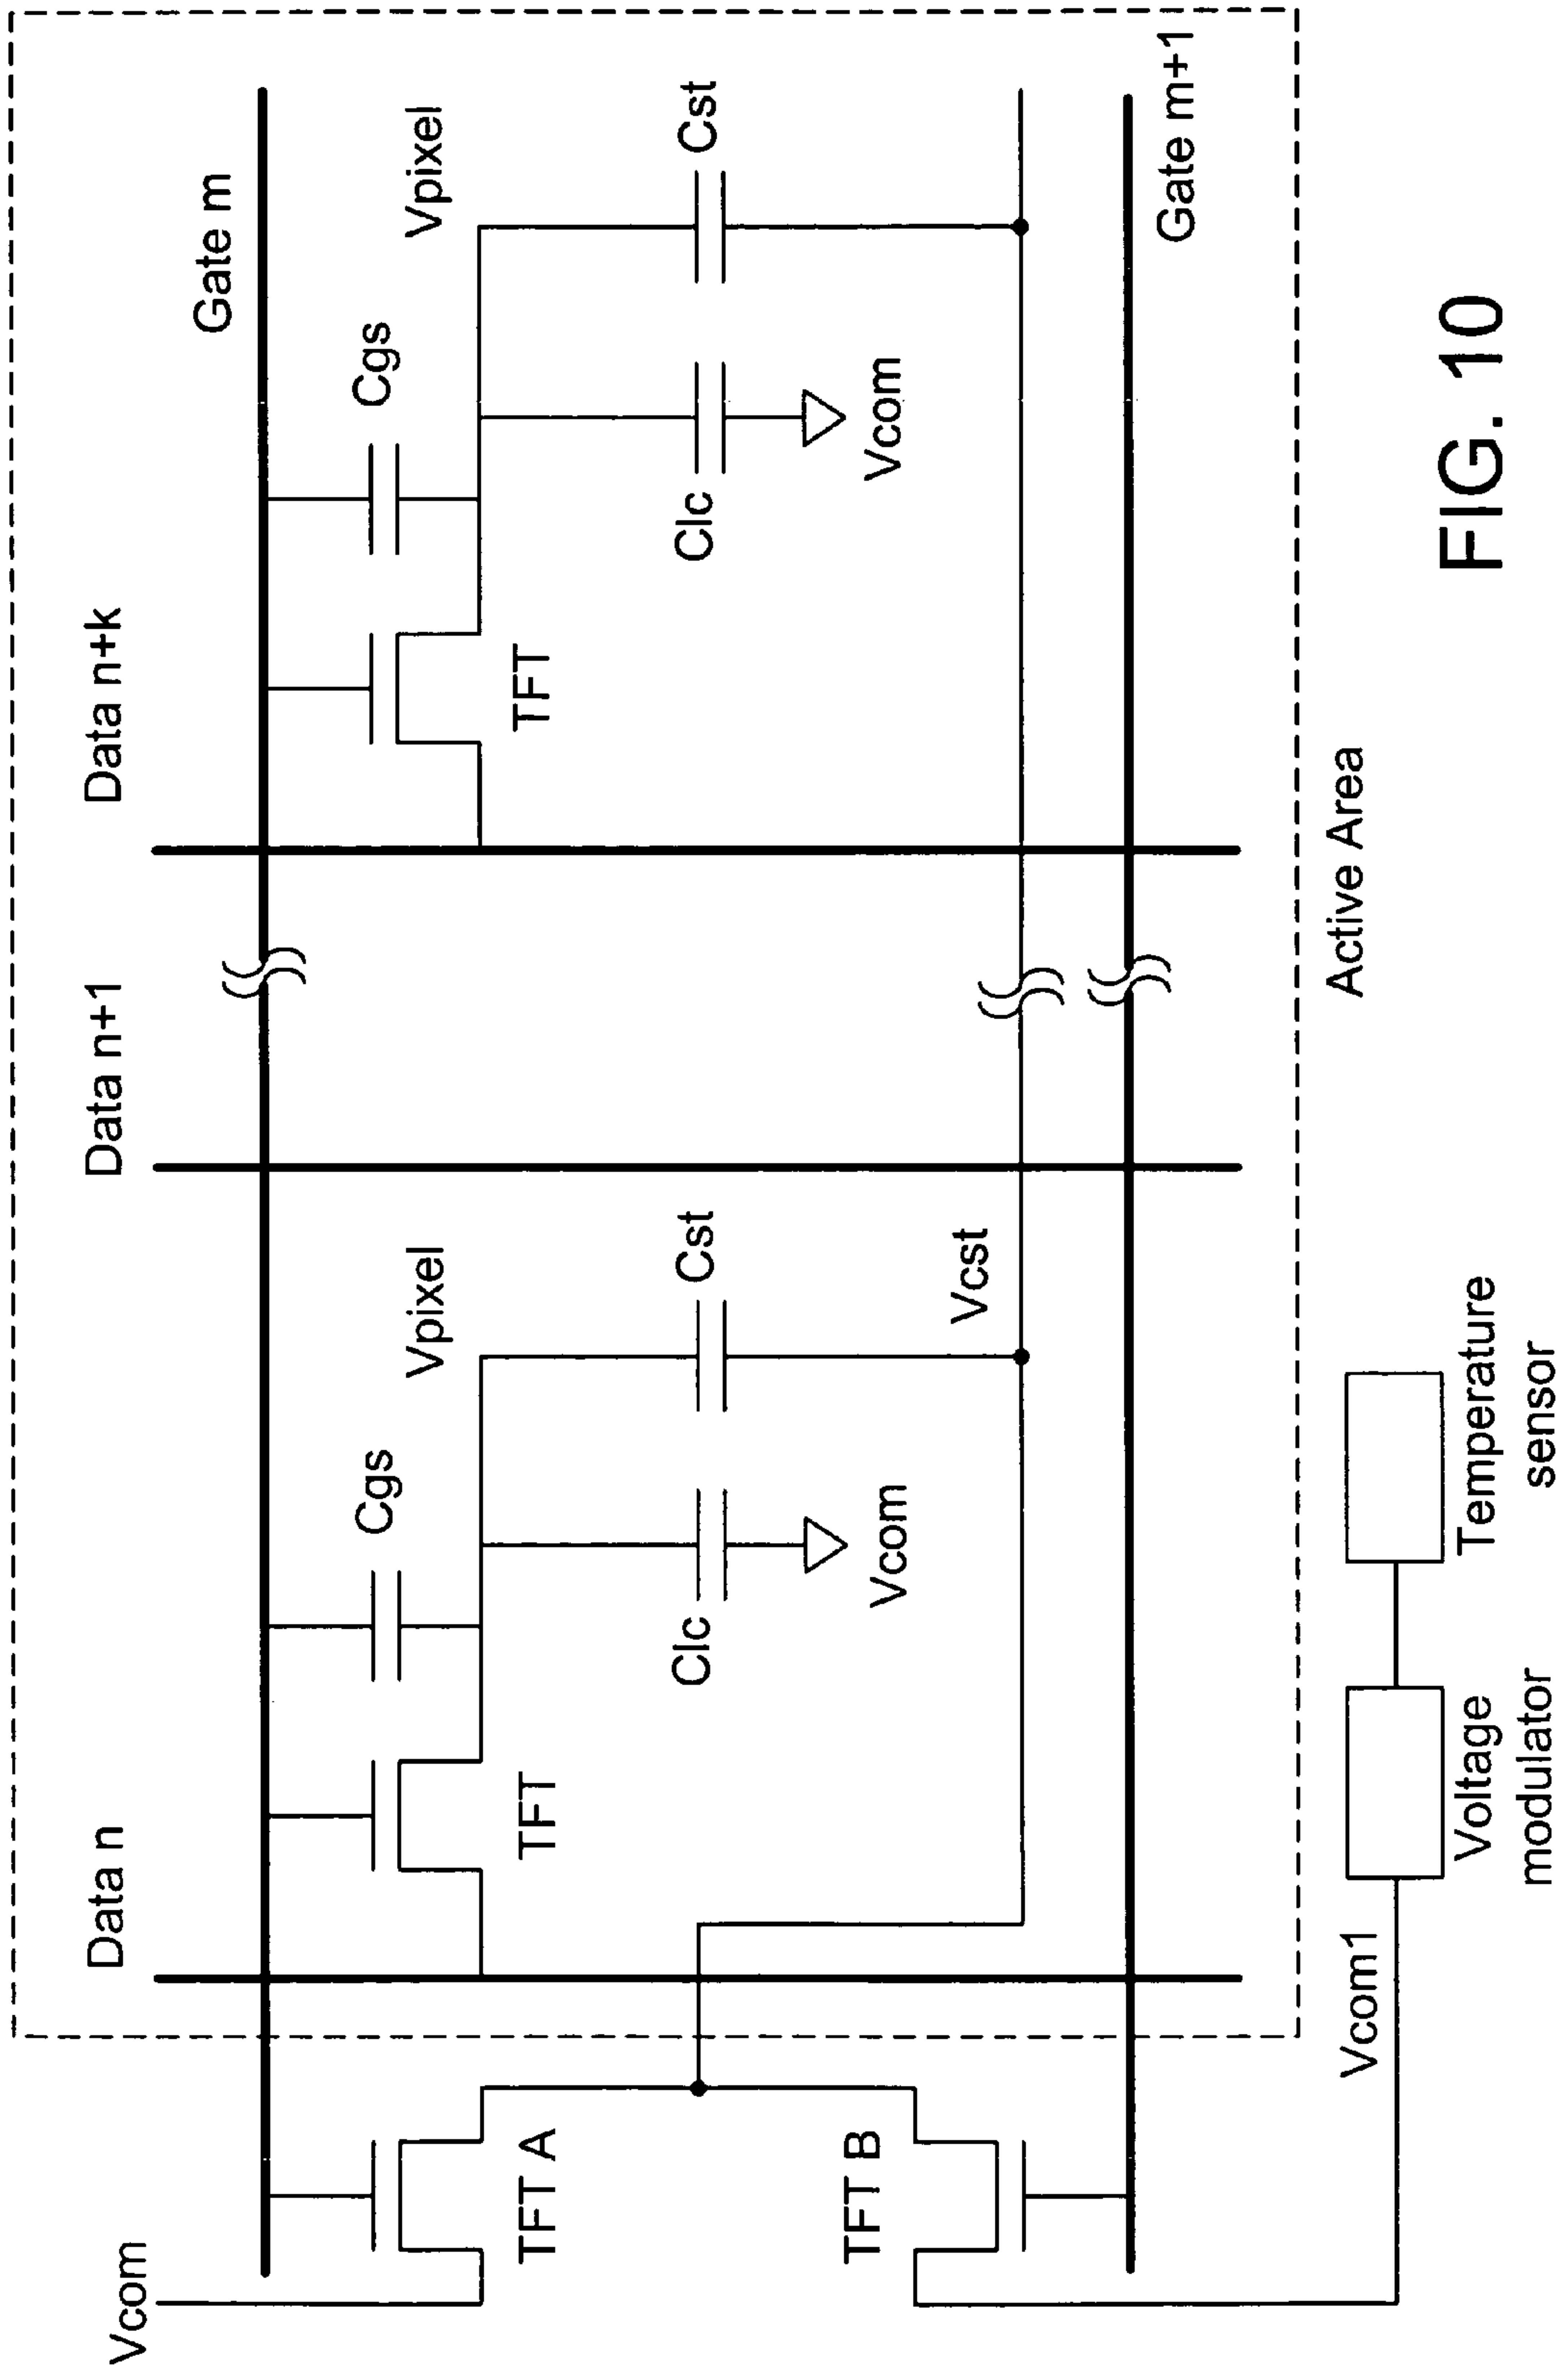 Data n
Data n+1
Data n+k
Vcom
Gate m
Cgs
Cgs
Vpixel
Vpixel
TFT A
TFT
TFT
Clc
Cst
Clc
Cst
TFT B
Vcom
Vcom
Vcst
Gate m+1
Vcom1
Active Area
Voltage
modulator
Temperature
sensor
FIG. 10